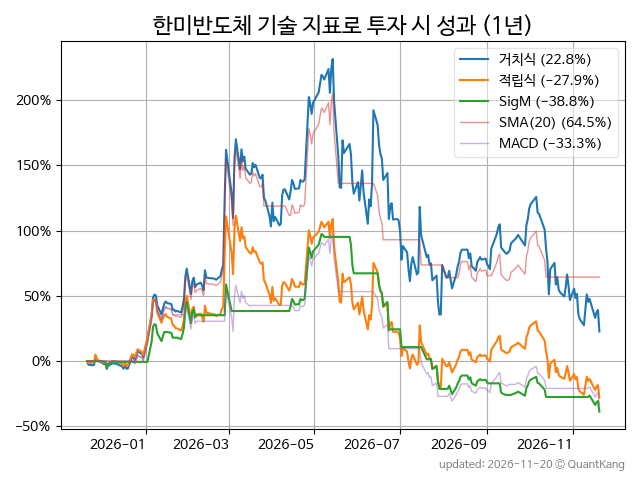 한미반도체 기술 지표로 투자 시 성과 (1년)
거치식 (22.8%)
적립식 (−27.9%)
SigM (−38.8%)
SMA(20) (64.5%)
MACD (−33.3%)
200%
150%
100%
50%
0%
−50%
2026−01 2026−03 2026−05 2026−07 2026−09 2026−11
updated: 2026-11-20 © QuantKang